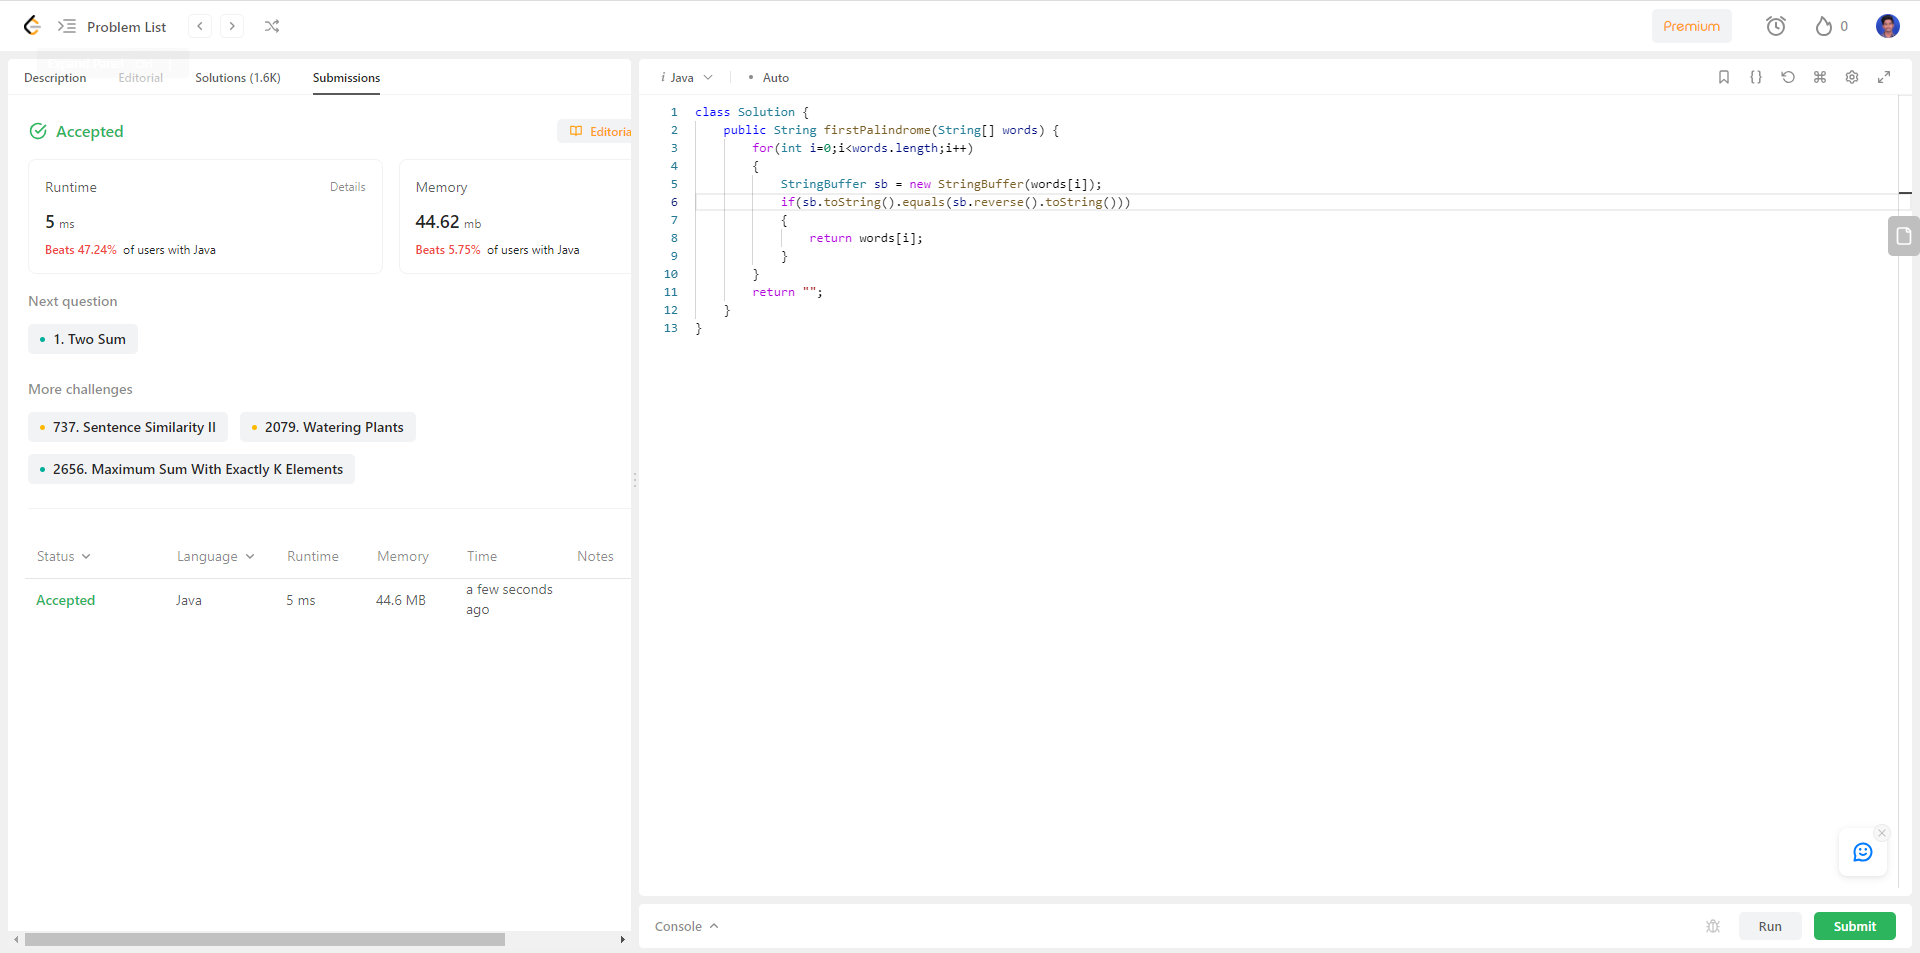 Problem List
Premium
0
Description Editorial Solutions (1.6K) Submissions
Accepted
Editoria
Runtime Details
5 ms
Beats 47.24% of users with Java
Memory
44.62 mb
Beats 5.75% of users with Java
Next question
1. Two Sum
More challenges
737. Sentence Similarity II
2079. Watering Plants
2656. Maximum Sum With Exactly K Elements
Status Language Runtime Memory Time Notes
Accepted Java 5 ms 44.6 MB a few seconds
ago
i Java • Auto
1 class Solution {
2 public String firstPalindrome(String[] words) {
3 for(int i=0;i<words.length;i++)
4 {
5 StringBuffer sb = new StringBuffer(words[i]);
6 if(sb.toString().equals(sb.reverse().toString()))
7 {
8 return words[i];
9 }
10 }
11 return "";
12 }
13 }
Console
Run
Submit